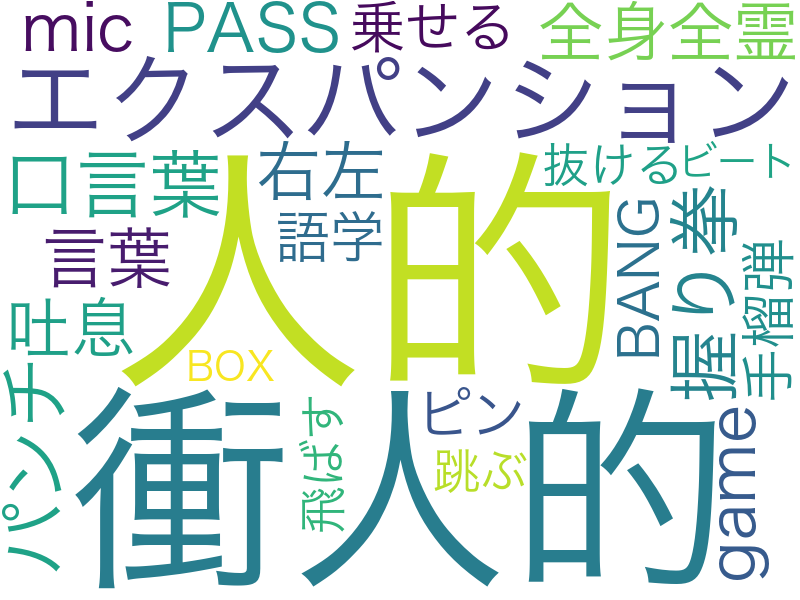 mic PASS 乗せる 全身全霊
エクスパンション
口言葉 右左 抜ける ビート
人的
言葉 語学 BANG 握り拳 手榴弾
吐息 BOX
パンチ 衝人的 飛ばす ピン game
跳ぶ